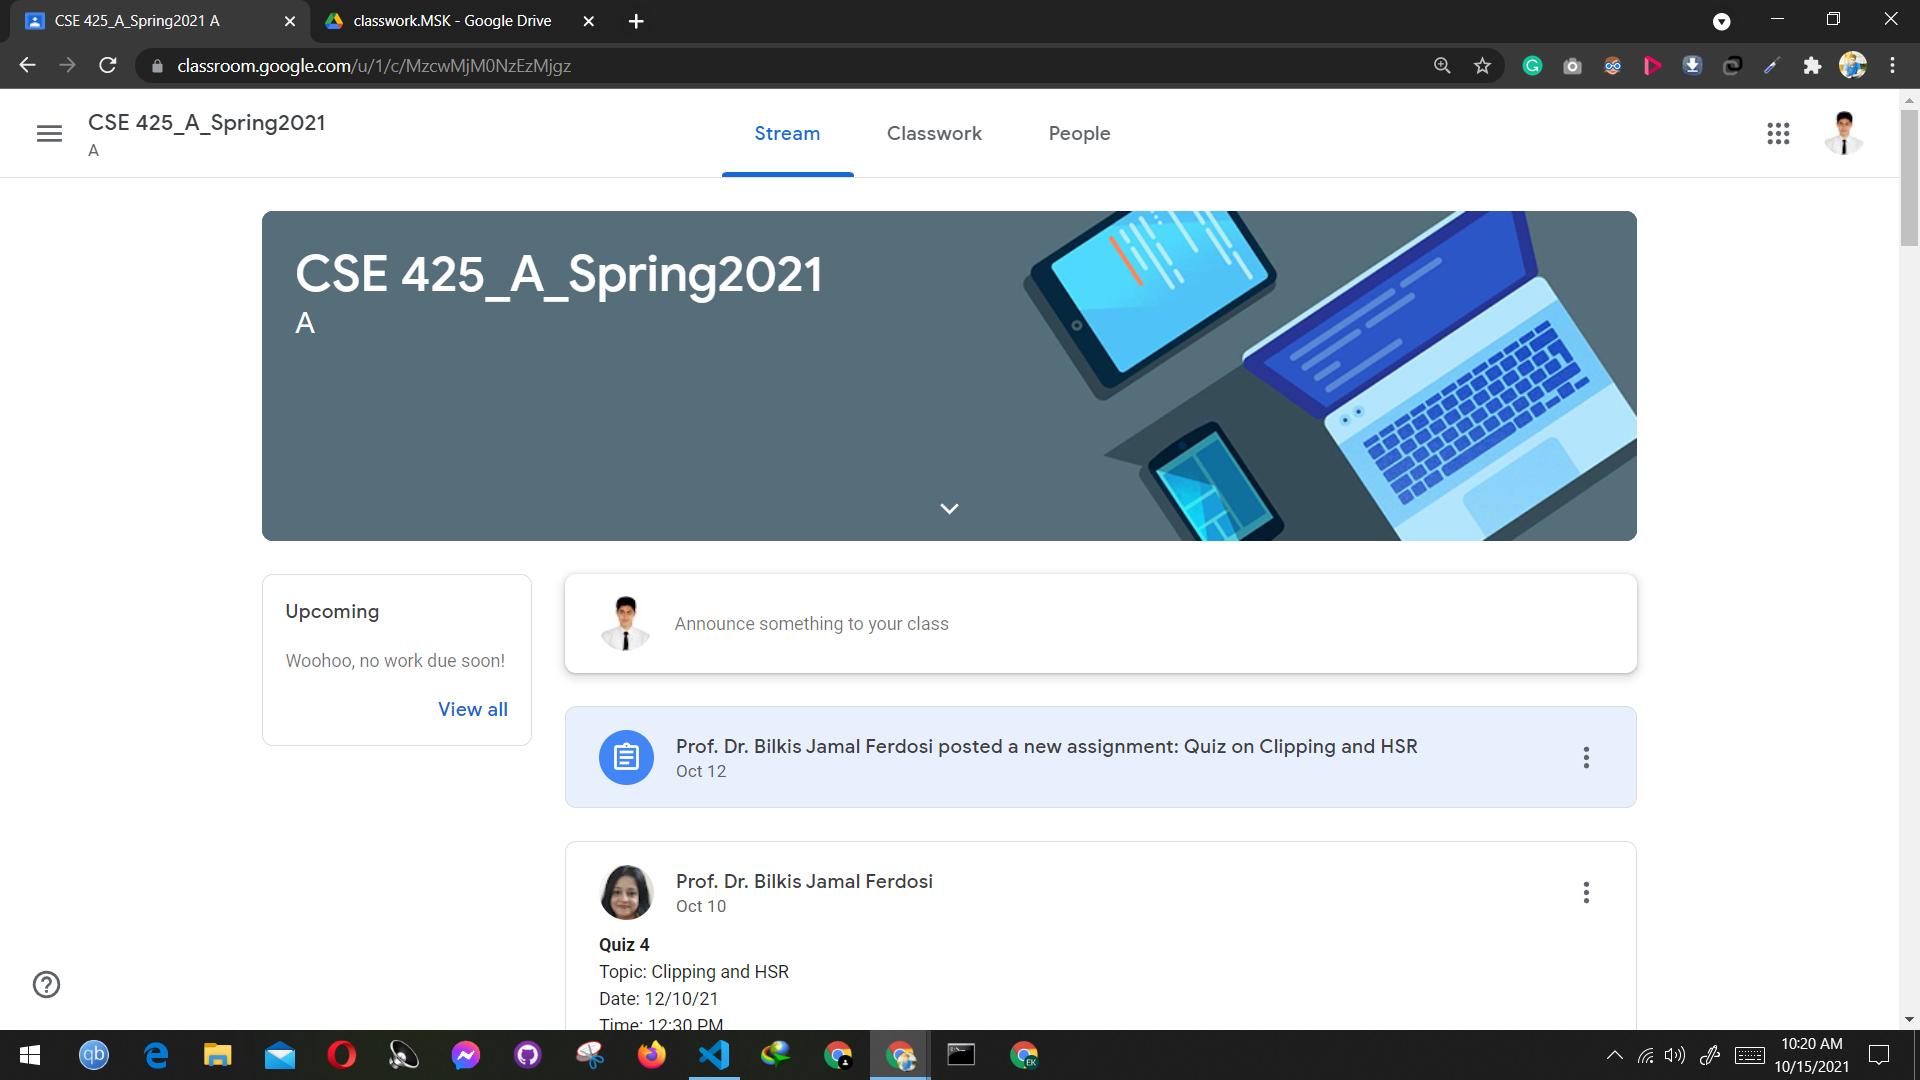 CSE 425_A_Spring2021 A
classwork.MSK - Google Drive
classroom.google.com/u/1/c/MzcwMjM0NzEzMjgz
CSE 425_A_Spring2021
A
Stream
Classwork
People
CSE 425_A_Spring2021
A
Upcoming
Woohoo, no work due soon!
View all
Announce something to your class
Prof. Dr. Bilkis Jamal Ferdosi posted a new assignment: Quiz on Clipping and HSR
Oct 12
Prof. Dr. Bilkis Jamal Ferdosi
Oct 10
Quiz 4
Topic: Clipping and HSR
Date: 12/10/21
Time: 12:30 PM
qb
EK
10:20 AM
10/15/2021